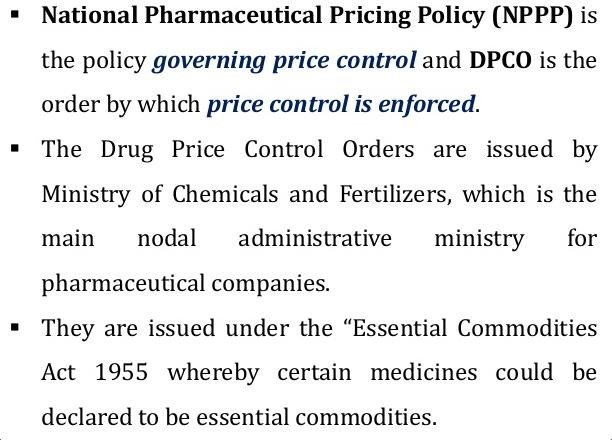 ▪ National Pharmaceutical Pricing Policy (NPPP) is
the policy governing price control and DPCO is the
order by which price control is enforced.
▪ The Drug Price Control Orders are issued by
Ministry of Chemicals and Fertilizers, which is the
main nodal administrative ministry for
pharmaceutical companies.
▪ They are issued under the “Essential Commodities
Act 1955 whereby certain medicines could be
declared to be essential commodities.